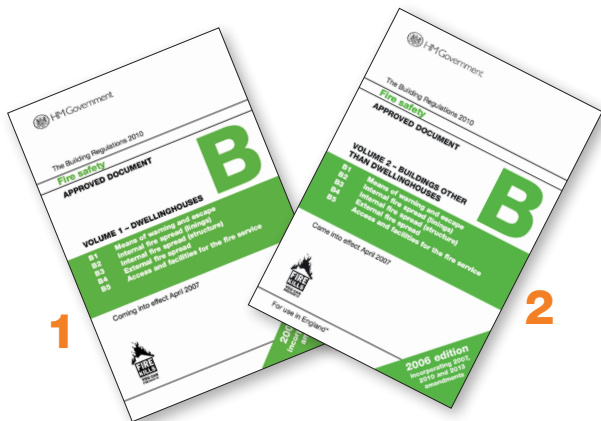 HM Government
The Building Regulations 2010
Fire safety
APPROVED DOCUMENT
B
VOLUME 1 – DWELLINGHOUSES
B1 Means of warning and escape
B2 Internal fire spread (linings)
B3 Internal fire spread (structure)
B4 External fire spread
B5 Access and facilities for the fire service
Coming into effect April 2007
FIRE
KILLS
1
HM Government
The Building Regulations 2010
Fire safety
APPROVED DOCUMENT
B
VOLUME 2 – BUILDINGS OTHER
THAN DWELLINGHOUSES
B1 Means of warning and escape
B2 Internal fire spread (linings)
B3 Internal fire spread (structure)
B4 External fire spread
B5 Access and facilities for the fire service
Came into effect April 2007
FIRE
KILLS
For use in England*
2006 edition
incorporating 2007,
2010 and 2013
amendments
2